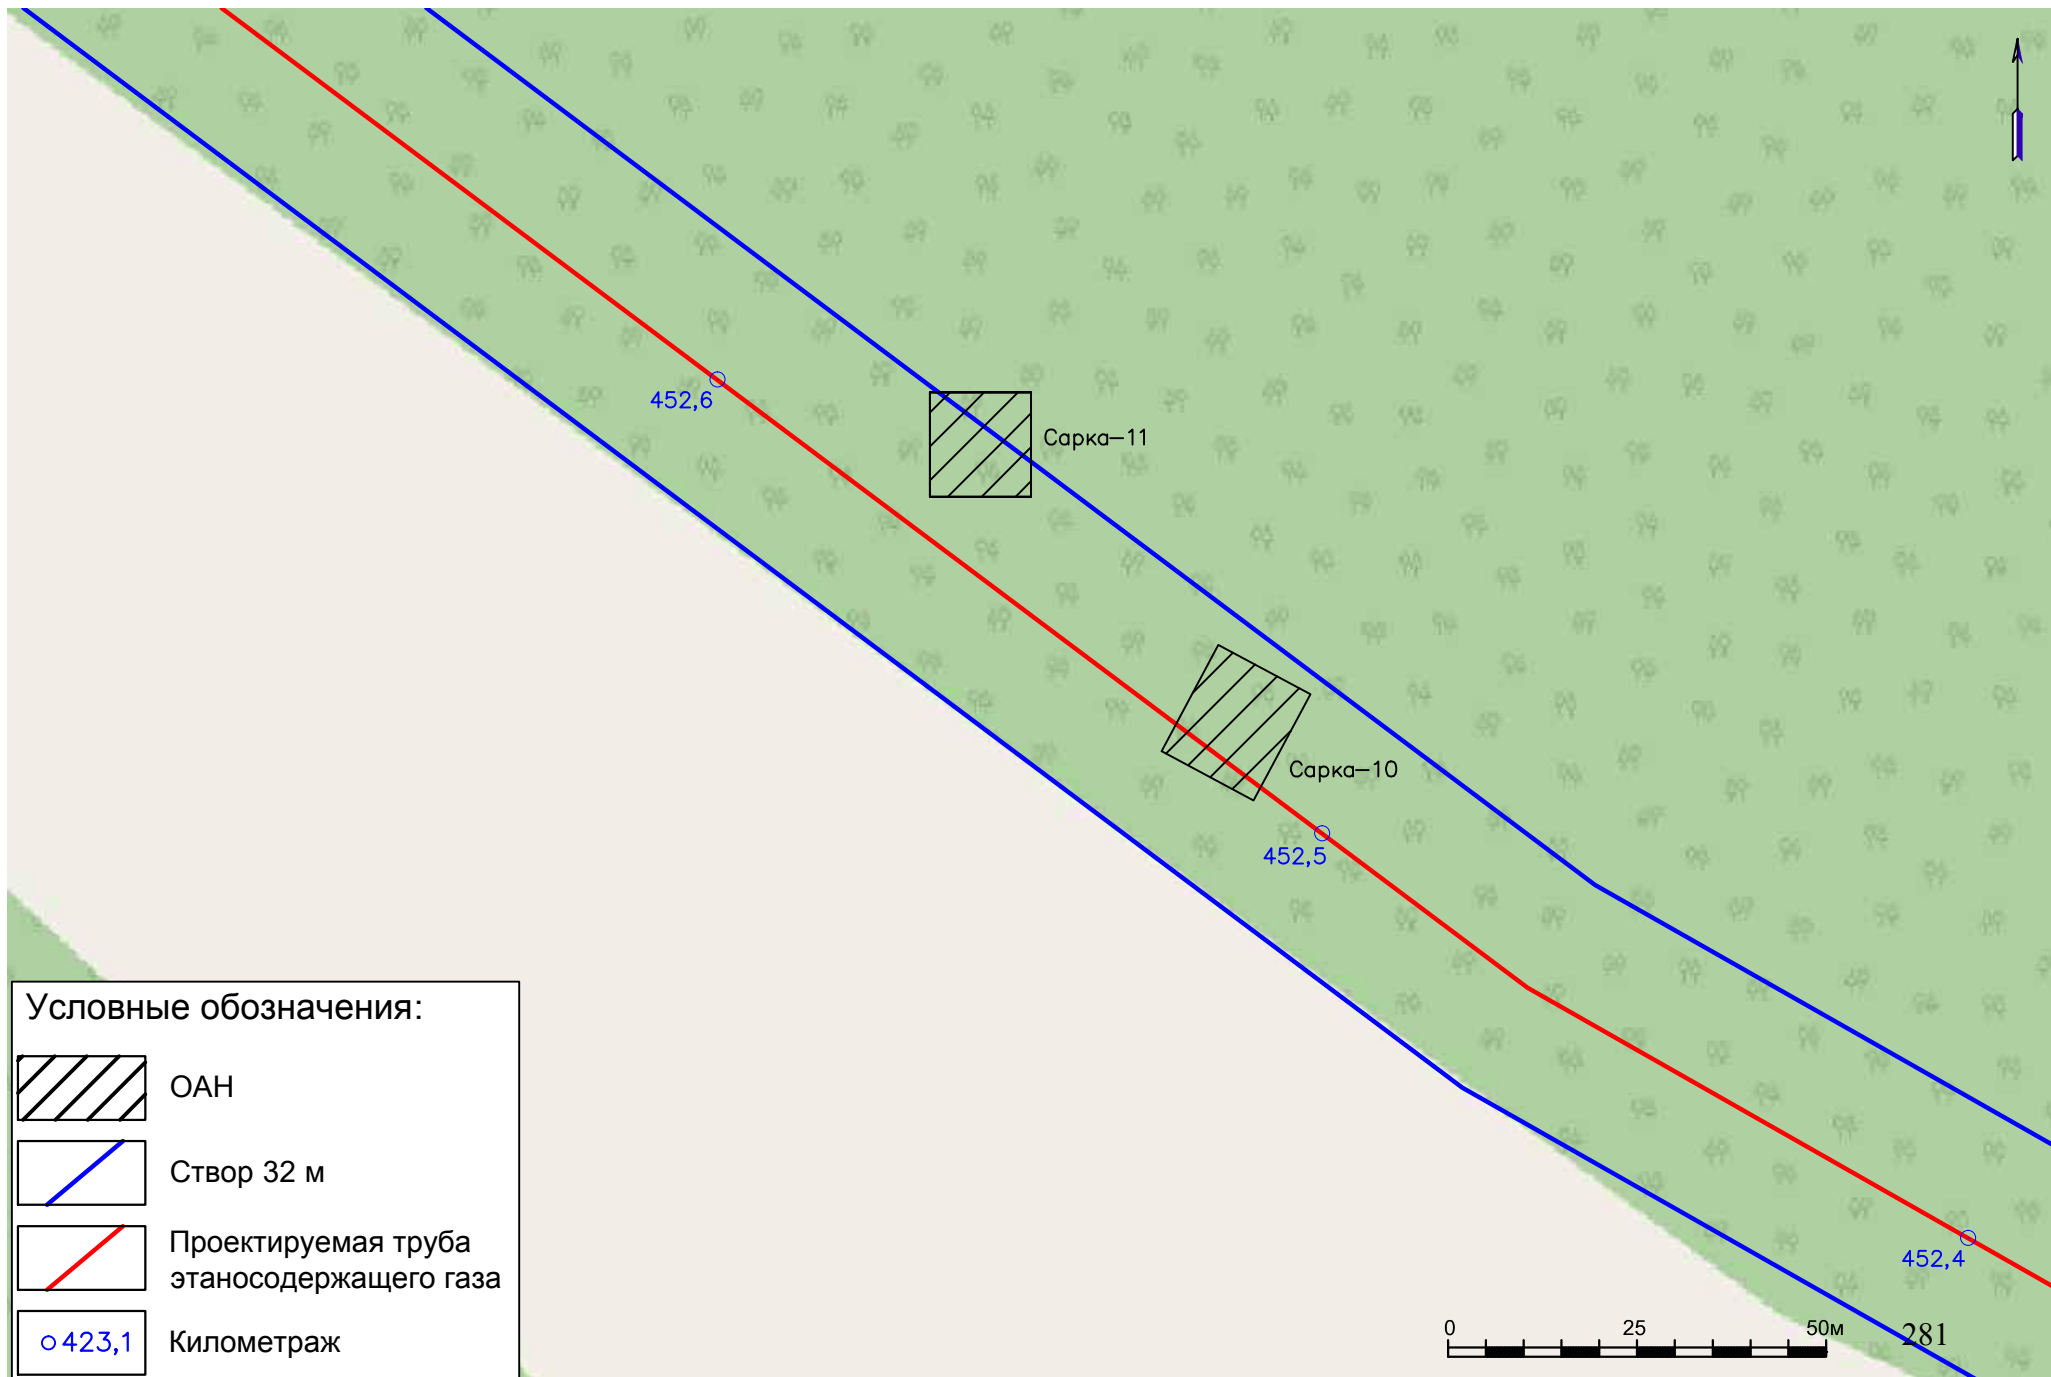 452,6
Сарка-11
Сарка-10
452,5
452,4
Условные обозначения:
ОАН
Створ 32 м
Проектируемая труба
этаносодержащего газа
423,1 Километраж
0 25 50м
281